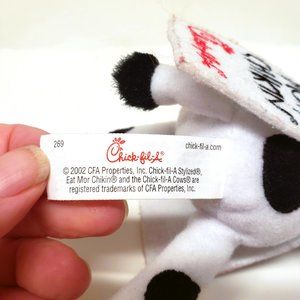 269
chick-fil-a.com
Chick-fil-A
© 2002 CFA Properties, Inc. Chick-fil-A Stylized®,
Eat Mor Chikin® and the Chick-fil-A Cows® are
registered trademarks of CFA Properties, Inc.